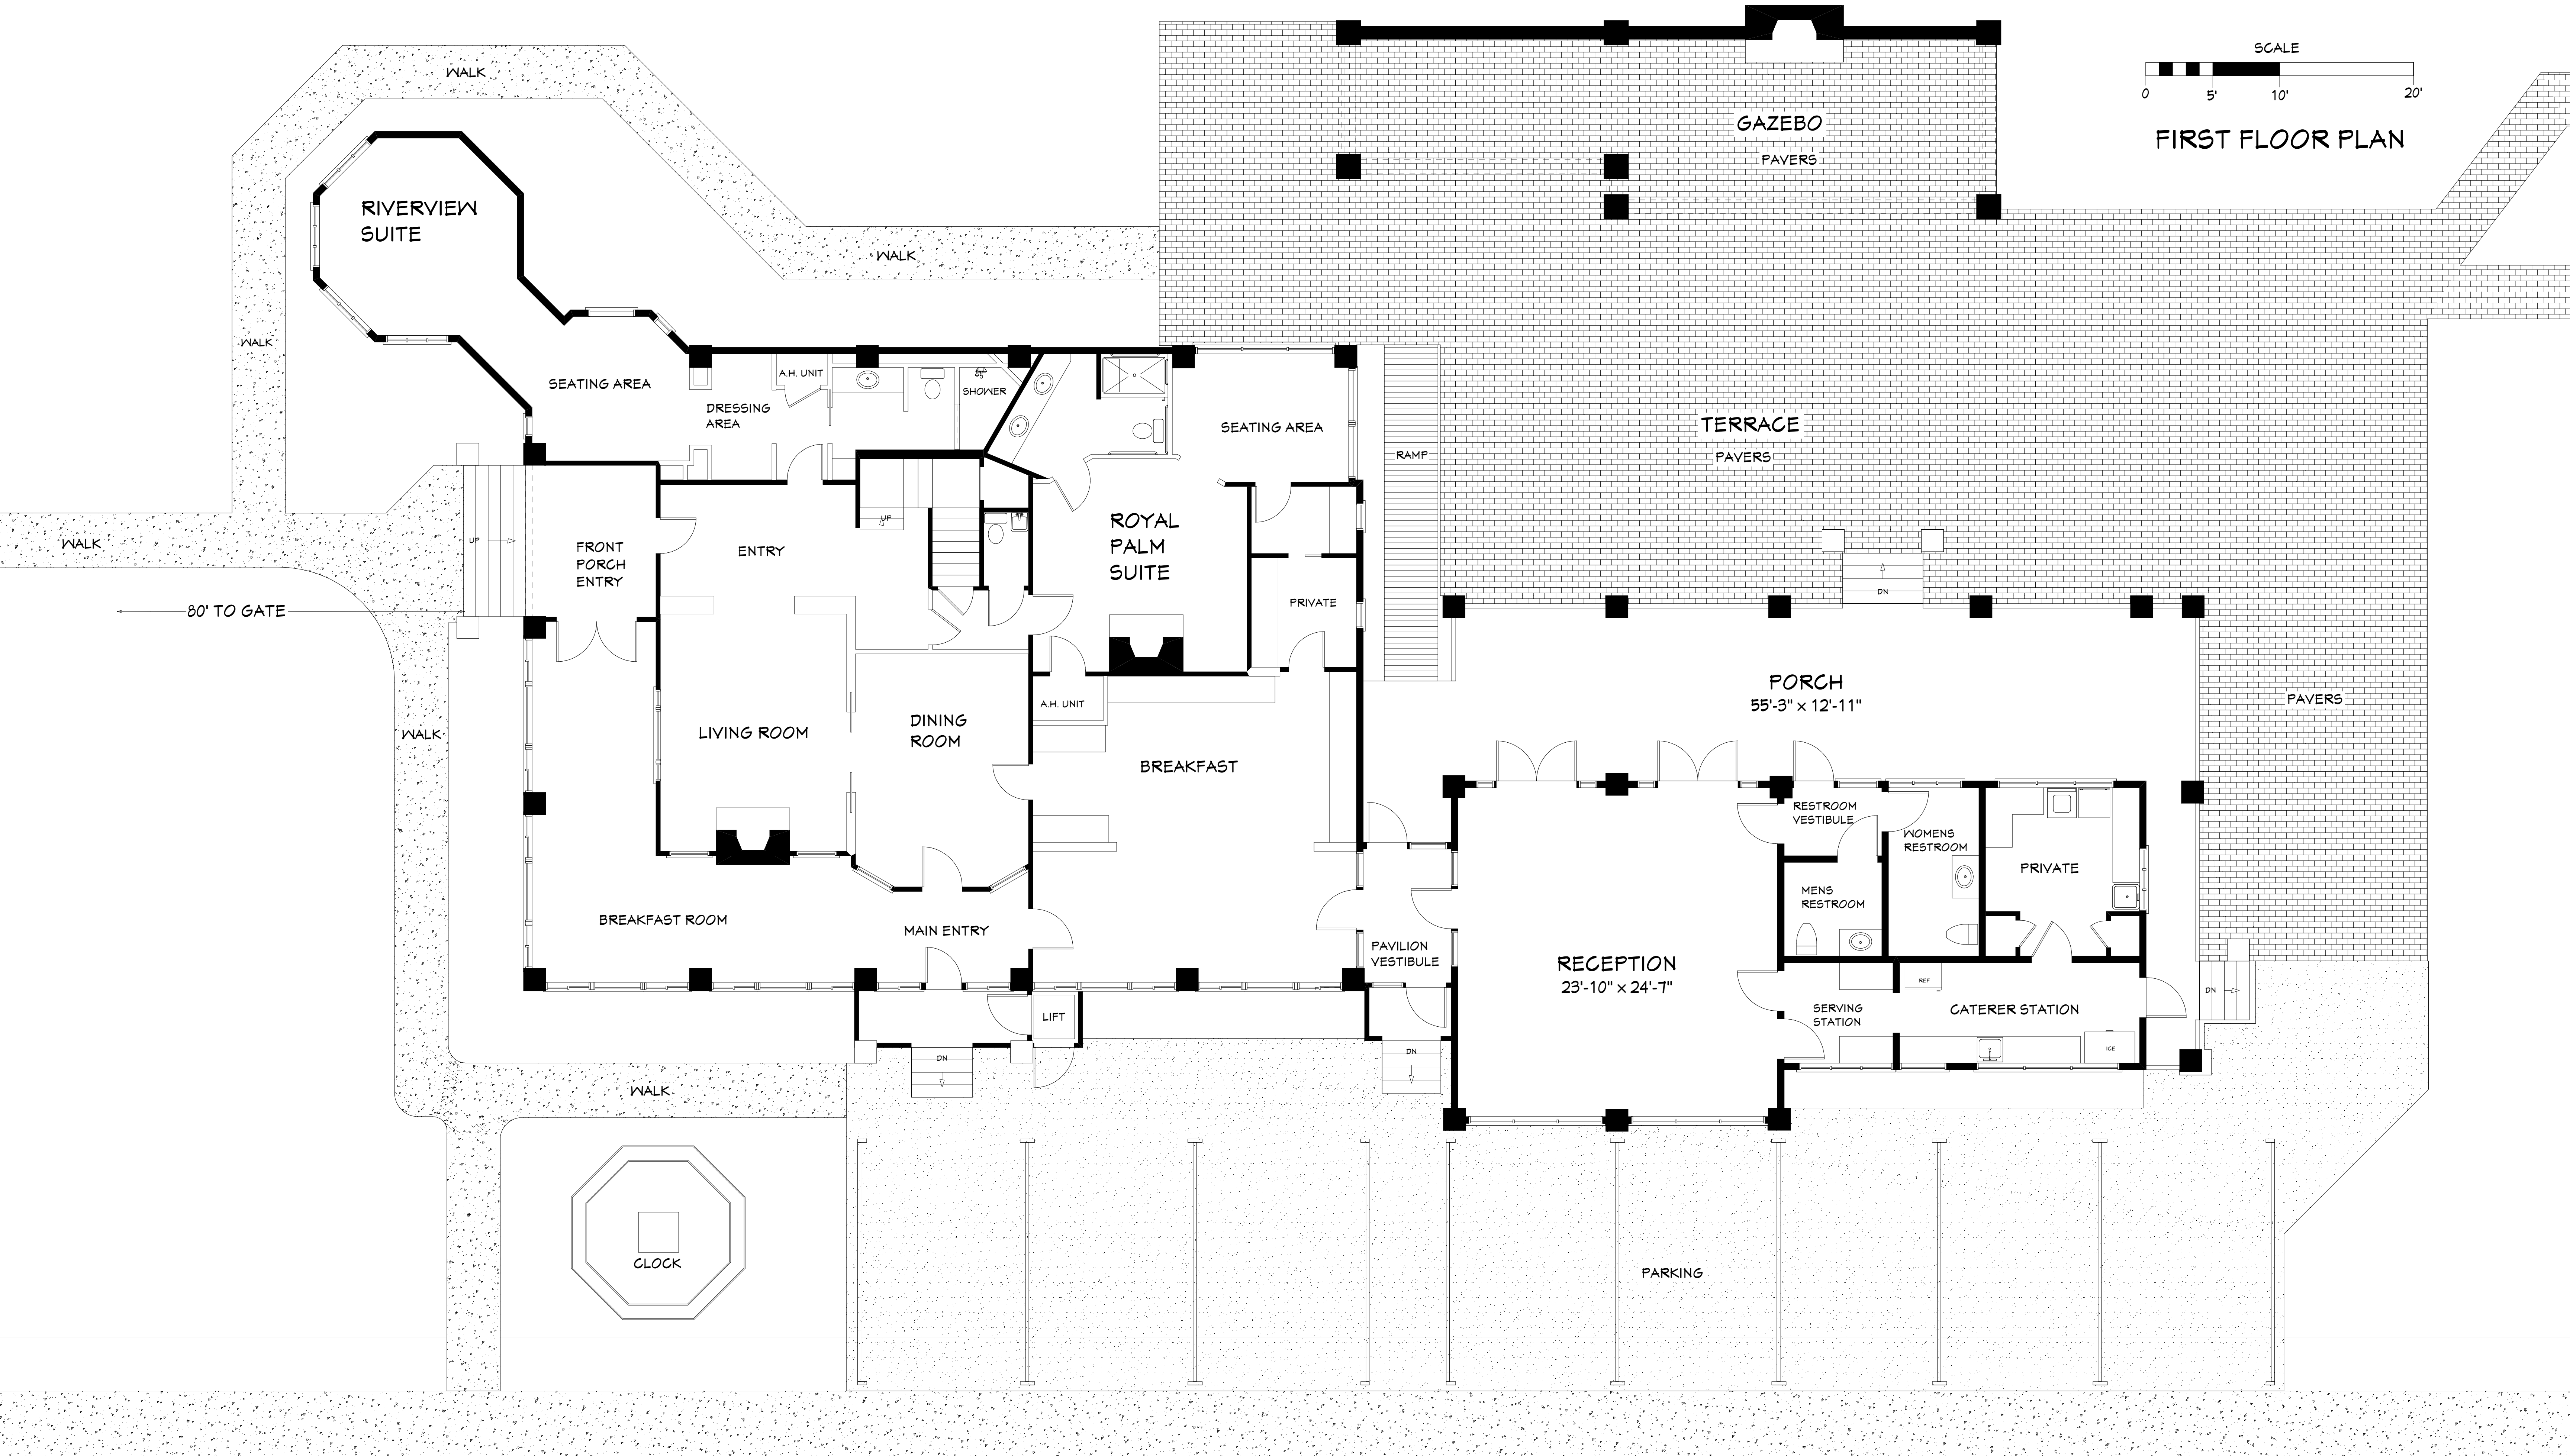 SCALE
0 5' 10' 20'
FIRST FLOOR PLAN
WALK
GAZEBO
PAVERS
RIVERVIEW
SUITE
WALK
WALK
SEATING AREA
A.H. UNIT
SHOWER
DRESSING
AREA
SEATING AREA
RAMP
TERRACE
PAVERS
WALK
UP
FRONT
PORCH
ENTRY
ENTRY
UP
ROYAL
PALM
SUITE
PRIVATE
DN
80' TO GATE
WALK
LIVING ROOM
DINING
ROOM
A.H. UNIT
BREAKFAST
PORCH
55'-3" x 12'-11"
PAVERS
RESTROOM
VESTIBULE
WOMENS
RESTROOM
PRIVATE
MENS
RESTROOM
BREAKFAST ROOM
MAIN ENTRY
PAVILION
VESTIBULE
RECEPTION
23'-10" x 24'-7"
REF
DN
LIFT
SERVING
STATION
CATERER STATION
ICE
DN
DN
WALK
CLOCK
PARKING